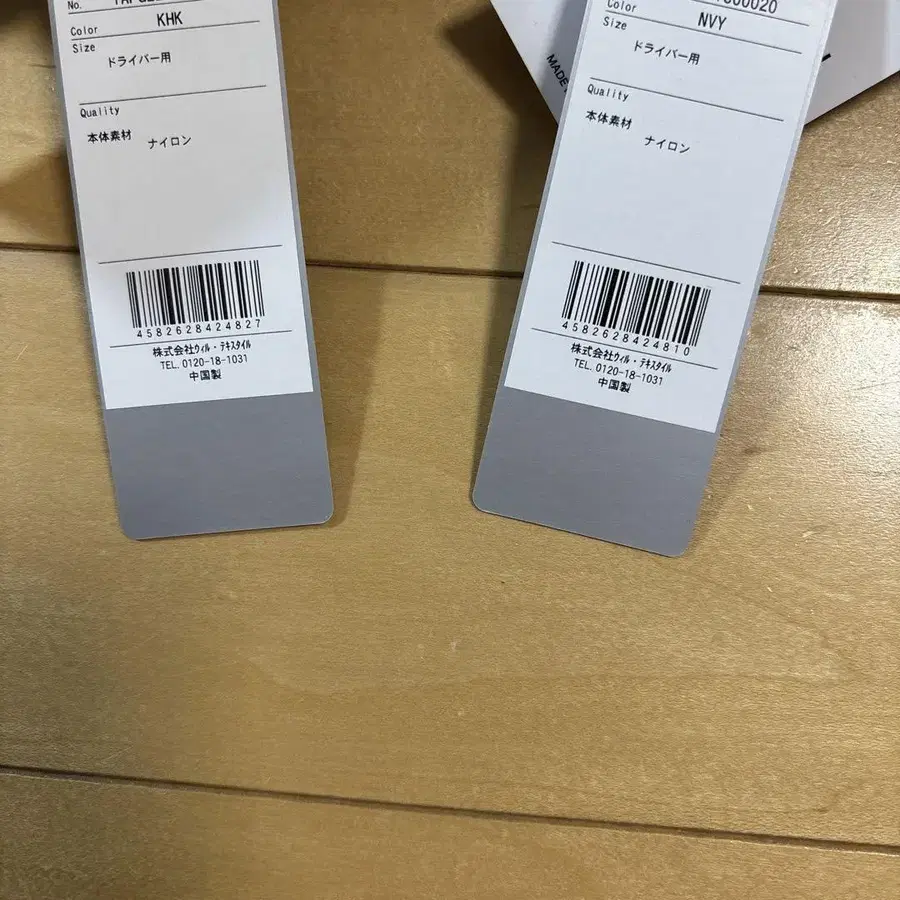 No.
Color KHK
Size
ドライバー用
Quality
本体素材
ナイロン
4582628424827
株式会社ウィル・テキスタイル
TEL. 0120-18-1031
中国製
Color NVY
Size
ドライバー用
Quality
本体素材
ナイロン
4582628424810
株式会社ウィル・テキスタイル
TEL. 0120-18-1031
中国製
MADE